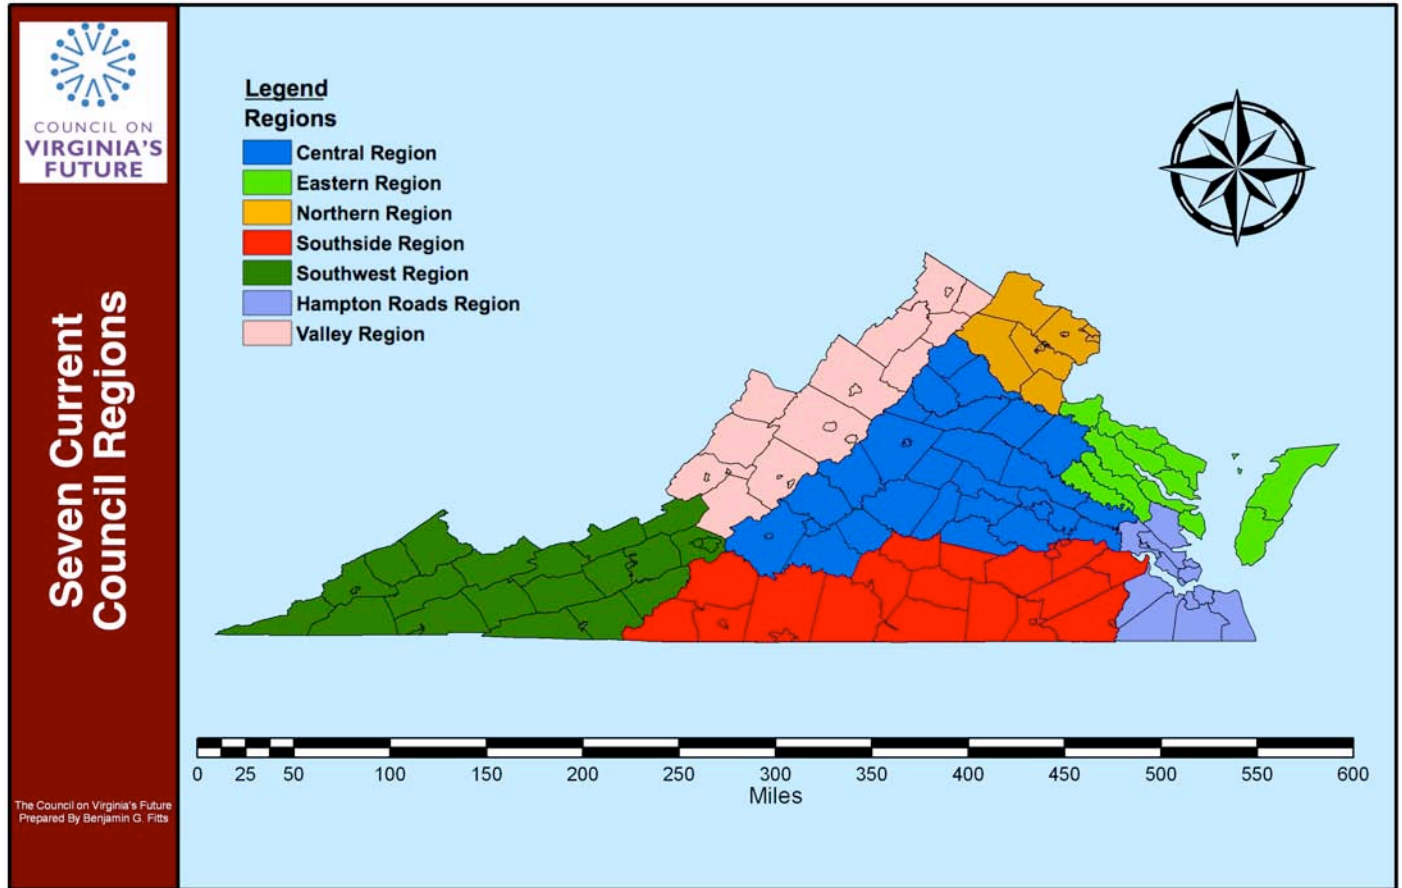 COUNCIL ON
VIRGINIA'S
FUTURE
Seven Current
Council Regions
The Council on Virginia's Future
Prepared By Benjamin G. Fitts
Legend
Regions
Central Region
Eastern Region
Northern Region
Southside Region
Southwest Region
Hampton Roads Region
Valley Region
0 25 50 100 150 200 250 300 350 400 450 500 550 600
Miles